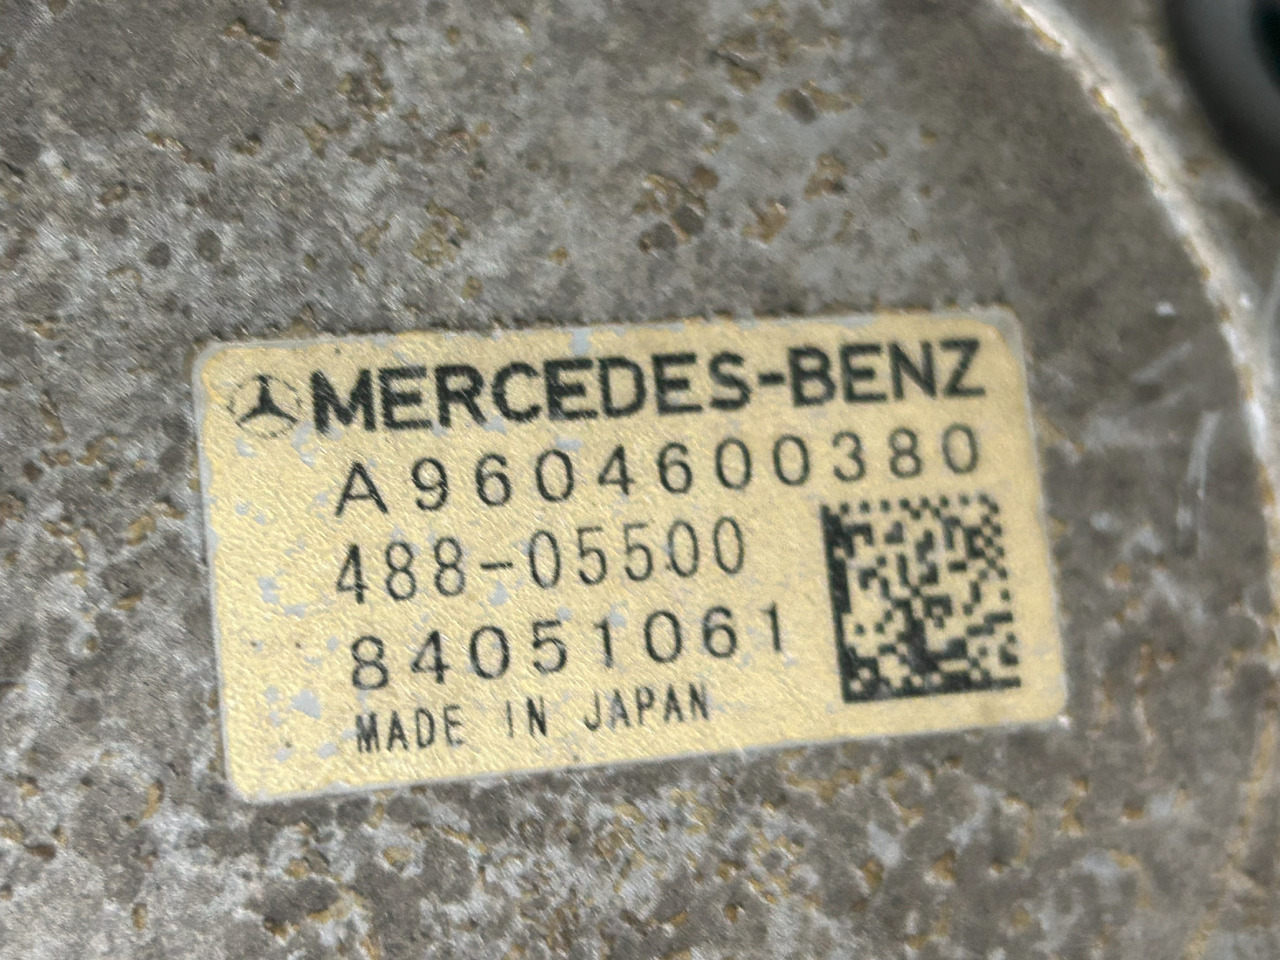 MERCEDES-BENZ
A9604600380
488-05500
84051061
MADE IN JAPAN